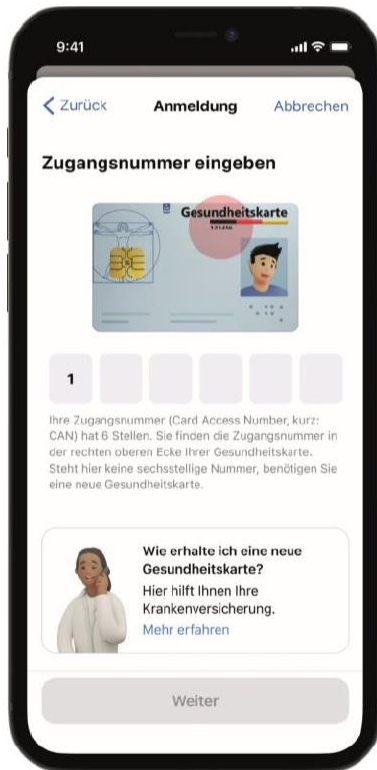 9:41
Zurück Anmeldung Abbrechen
Zugangsnummer eingeben
Gesundheitskarte
123456
1
Ihre Zugangsnummer (Card Access Number, kurz:
CAN) hat 6 Stellen. Sie finden die Zugangsnummer in
der rechten oberen Ecke Ihrer Gesundheitskarte.
Steht hier keine sechsstellige Nummer, benötigen Sie
eine neue Gesundheitskarte.
Wie erhalte ich eine neue
Gesundheitskarte?
Hier hilft Ihnen Ihre
Krankenversicherung.
Mehr erfahren
Weiter